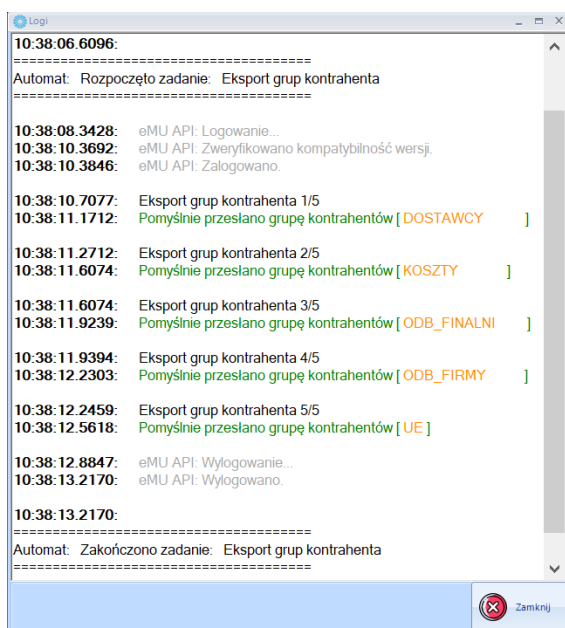 Logi
10:38:06.6096:
=====================================
Automat: Rozpoczęto zadanie: Eksport grup kontrahenta
=====================================
10:38:08.3428: eMU API: Logowanie...
10:38:10.3692: eMU API: Zweryfikowano kompatybilność wersji.
10:38:10.3846: eMU API: Zalogowano.
10:38:10.7077: Eksport grup kontrahenta 1/5
10:38:11.1712: Pomyślnie przesłano grupę kontrahentów [ DOSTAWCY ]
10:38:11.2712: Eksport grup kontrahenta 2/5
10:38:11.6074: Pomyślnie przesłano grupę kontrahentów [ KOSZTY ]
10:38:11.6074: Eksport grup kontrahenta 3/5
10:38:11.9239: Pomyślnie przesłano grupę kontrahentów [ ODB_FINALNI ]
10:38:11.9394: Eksport grup kontrahenta 4/5
10:38:12.2303: Pomyślnie przesłano grupę kontrahentów [ ODB_FIRMY ]
10:38:12.2459: Eksport grup kontrahenta 5/5
10:38:12.5618: Pomyślnie przesłano grupę kontrahentów [ UE ]
10:38:12.8847: eMU API: Wylogowanie...
10:38:13.2170: eMU API: Wylogowano.
10:38:13.2170:
=====================================
Automat: Zakończono zadanie: Eksport grup kontrahenta
=====================================
Zamknij